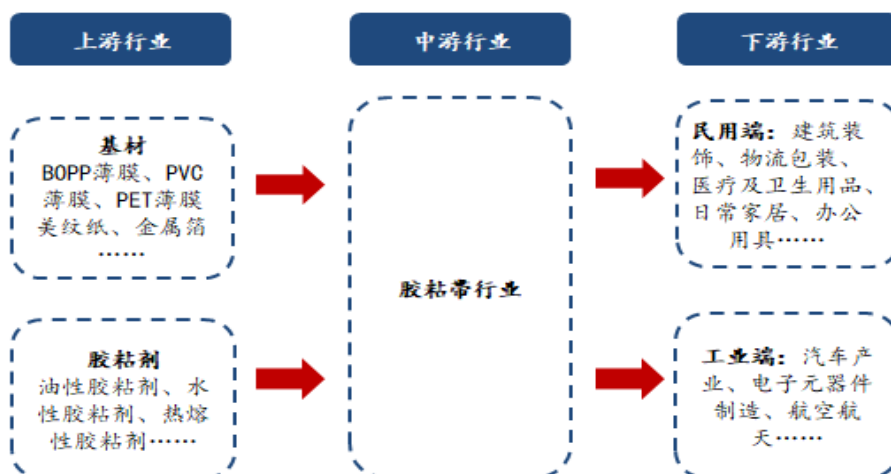 上游行业
中游行业
下游行业
基材
BOPP薄膜、PVC
薄膜、PET薄膜
美纹纸、金属箔
……
胶粘剂
油性胶粘剂、水
性胶粘剂、热熔
性胶粘剂……
胶粘带行业
民用端：建筑装
饰、物流包装、
医疗及卫生用品、
日常家居、办公
用具……
工业端：汽车产
业、电子元器件
制造、航空航
天……